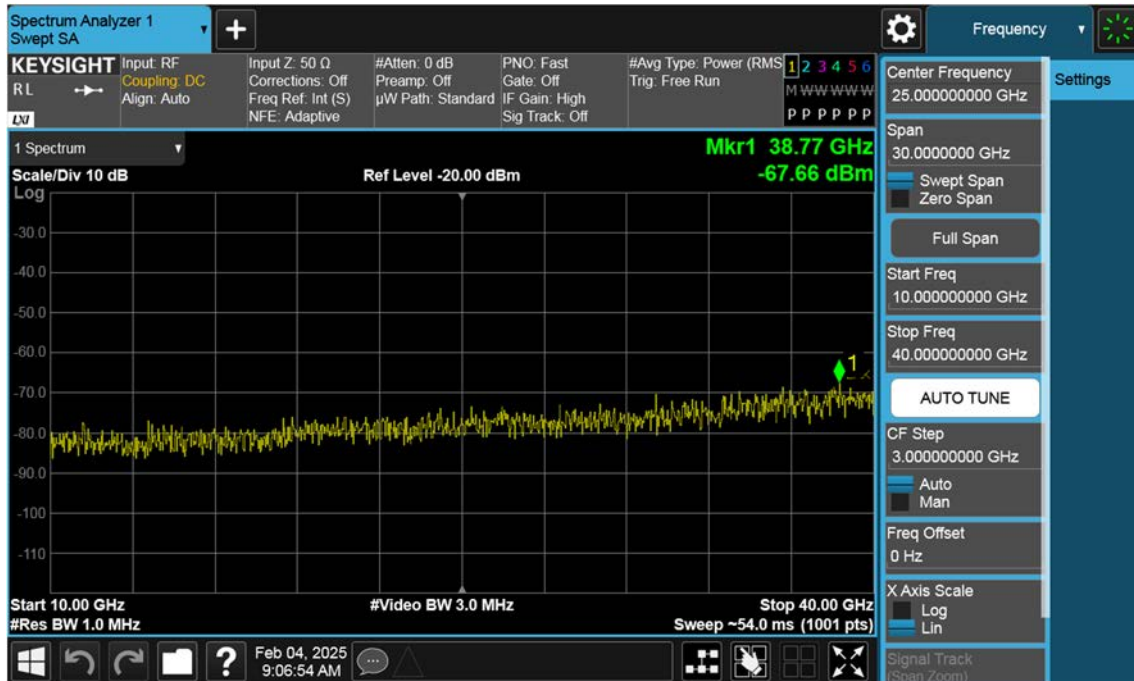 Spectrum Analyzer 1
Swept SA
+
Frequency
KEYSIGHT
RL
LXI
Input: RF
Coupling: DC
Align: Auto
Input Z: 50 Ω
Corrections: Off
Freq Ref: Int (S)
NFE: Adaptive
#Atten: 0 dB
Preamp: Off
µW Path: Standard
PNO: Fast
Gate: Off
IF Gain: High
Sig Track: Off
#Avg Type: Power (RMS
Trig: Free Run
1 2 3 4 5 6
M W W W W W
P P P P P P
1 Spectrum
Scale/Div 10 dB
Log
Ref Level -20.00 dBm
Mkr1 38.77 GHz
-67.66 dBm
-30.0
-40.0
-50.0
-60.0
-70.0
-80.0
-90.0
-100
-110
1
Start 10.00 GHz
#Res BW 1.0 MHz
#Video BW 3.0 MHz
Stop 40.00 GHz
Sweep ~54.0 ms (1001 pts)
?
Feb 04, 2025
9:06:54 AM
Center Frequency
25.000000000 GHz
Span
30.0000000 GHz
Swept Span
Zero Span
Full Span
Start Freq
10.000000000 GHz
Stop Freq
40.000000000 GHz
AUTO TUNE
CF Step
3.000000000 GHz
Auto
Man
Freq Offset
0 Hz
X Axis Scale
Log
Lin
Signal Track
(Span Zoom)
Settings